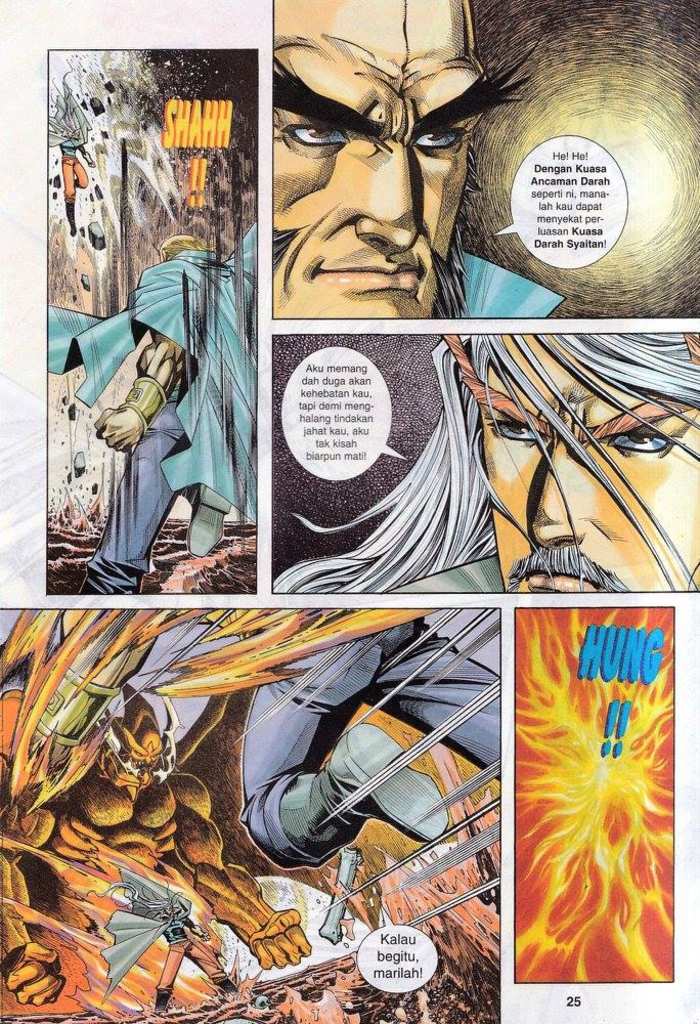 SHAHH
!!
He! He!
Dengan Kuasa
Ancaman Darah
seperti ni, mana-
lah kau dapat
menyekat per-
luasan Kuasa
Darah Syaitan!
Aku memang
dah duga akan
kehebatan kau,
tapi demi meng-
halang tindakan
jahat kau, aku
tak kisah
biarpun mati!
Kalau
begitu,
marilah!
HUNG
!!
25